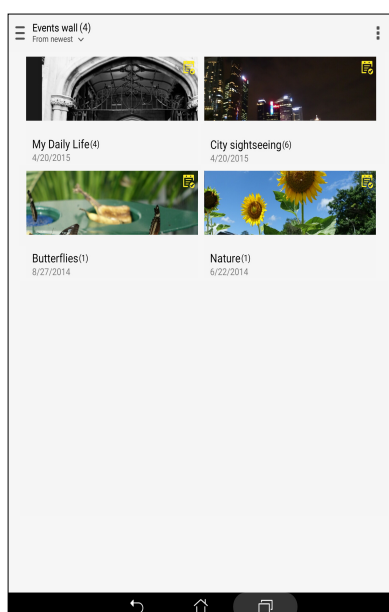 Events wall (4)
From newest
My Daily Life(4)
4/20/2015
City sightseeing(6)
4/20/2015
Butterflies(1)
8/27/2014
Nature(1)
6/22/2014